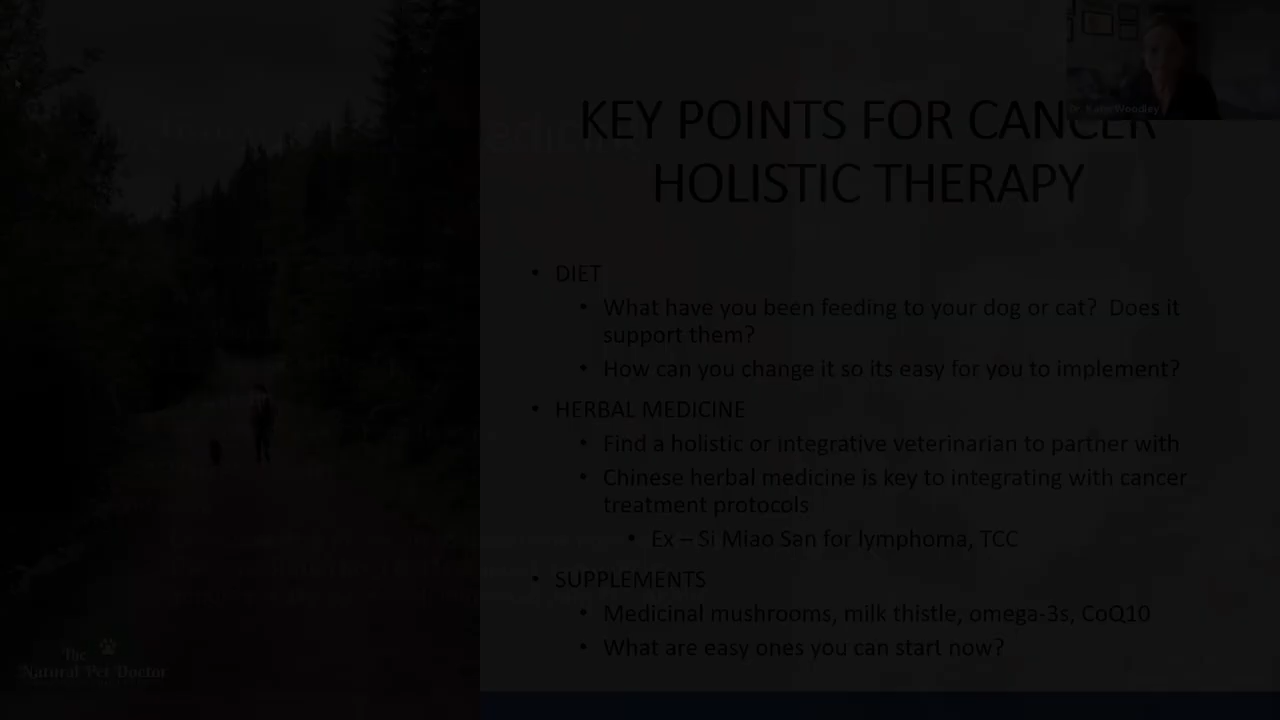 Dr. Katie Woodley
KEY POINTS FOR CANCER
HOLISTIC THERAPY
• DIET
• What have you been feeding to your dog or cat? Does it
support them?
• How can you change it so its easy for you to implement?
• HERBAL MEDICINE
• Find a holistic or integrative veterinarian to partner with
• Chinese herbal medicine is key to integrating with cancer
treatment protocols
• Ex – Si Miao San for lymphoma, TCC
• SUPPLEMENTS
• Medicinal mushrooms, milk thistle, omega-3s, CoQ10
• What are easy ones you can start now?
The
Natural Pet Doctor